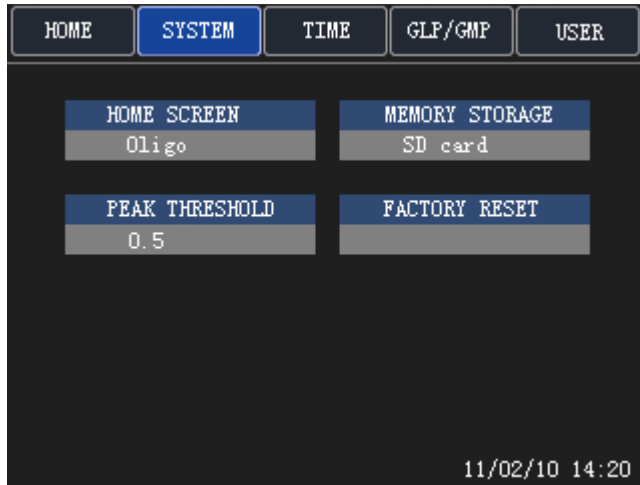 HOME SYSTEM TIME GLP/GMP USER
HOME SCREEN MEMORY STORAGE
Oligo SD card
PEAK THRESHOLD FACTORY RESET
0.5
11/02/10 14:20